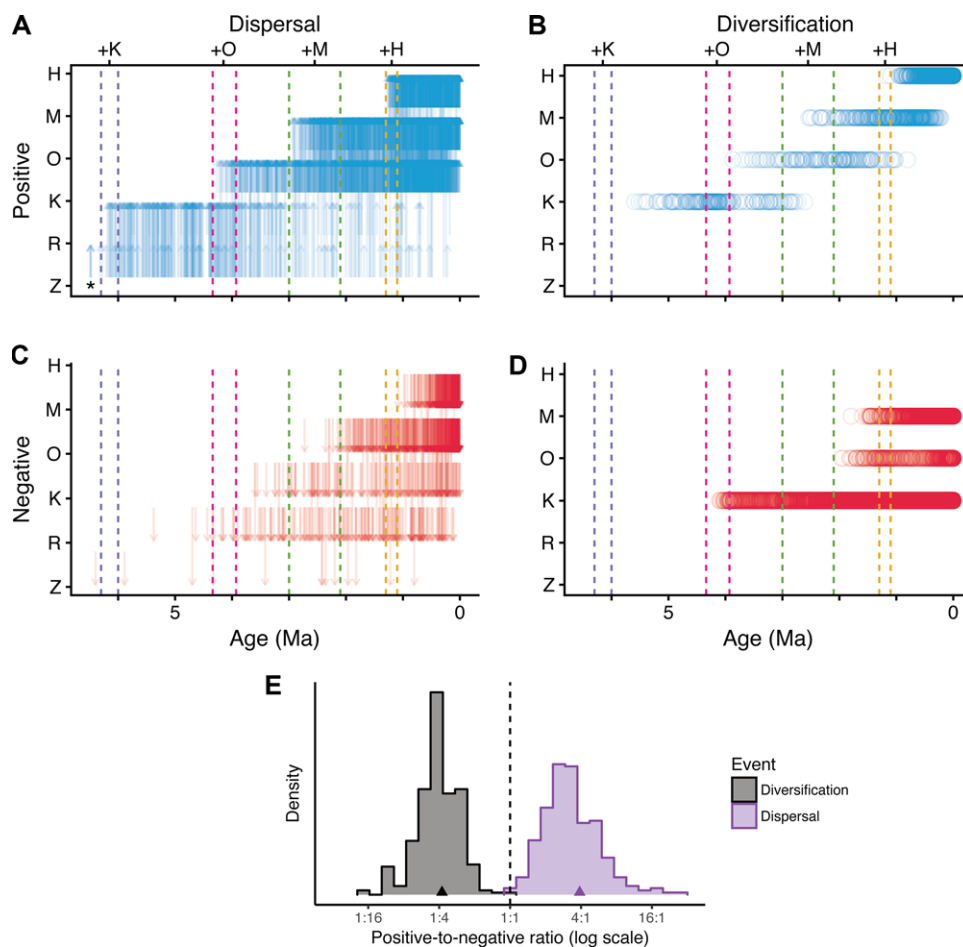 A
Dispersal
+K +O +M +H
H
M
O
K
R
Z
Positive
*
B
Diversification
+K +O +M +H
H
M
O
K
R
Z
C
H
M
O
K
R
Z
Negative
5 0
Age (Ma)
D
H
M
O
K
R
Z
5 0
Age (Ma)
E
Density
1:16 1:4 1:1 4:1 16:1
Positive-to-negative ratio (log scale)
Event
Diversification
Dispersal